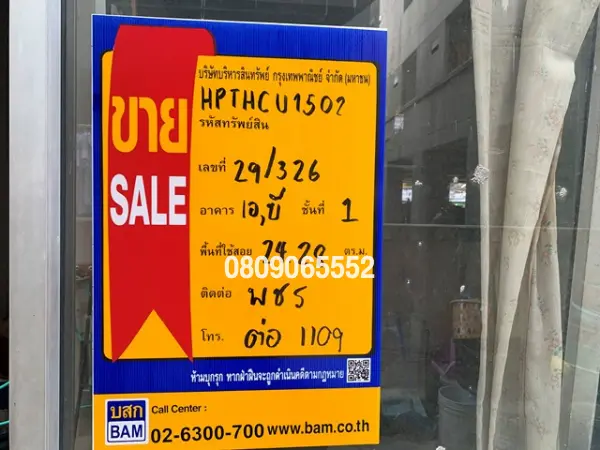 บริษัทบริหารสินทรัพย์ กรุงเทพพาณิชย์ จำกัด (มหาชน)
HPTHCU1502
รหัสทรัพย์สิน
ขาย
SALE
เลขที่ 29/326
อาคาร เอ,บี ชั้นที่ 1
พื้นที่ใช้สอย 24.20 ตร.ม.
0809065552
ติดต่อ พชร
โทร. ต่อ 1109
ห้ามบุกรุก หากฝ่าฝืนจะถูกดำเนินคดีตามกฎหมาย
บสก
BAM
Call Center :
02-6300-700 www.bam.co.th